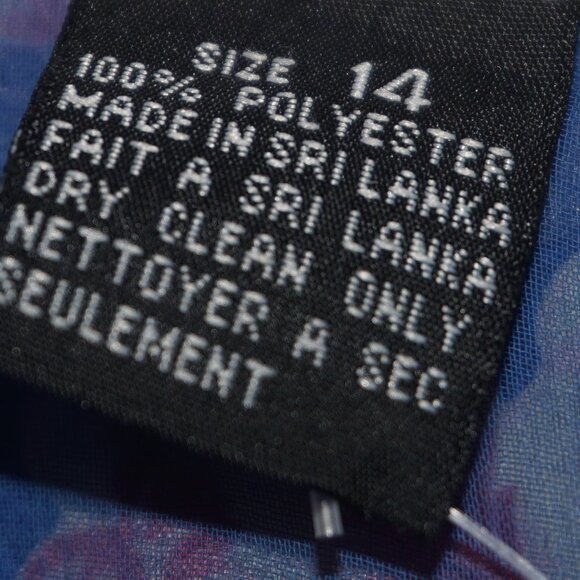 SIZE 14
100% POLYESTER
MADE IN SRI LANKA
FAIT A SRI LANKA
DRY CLEAN ONLY
NETTOYER A SEC
SEULEMENT